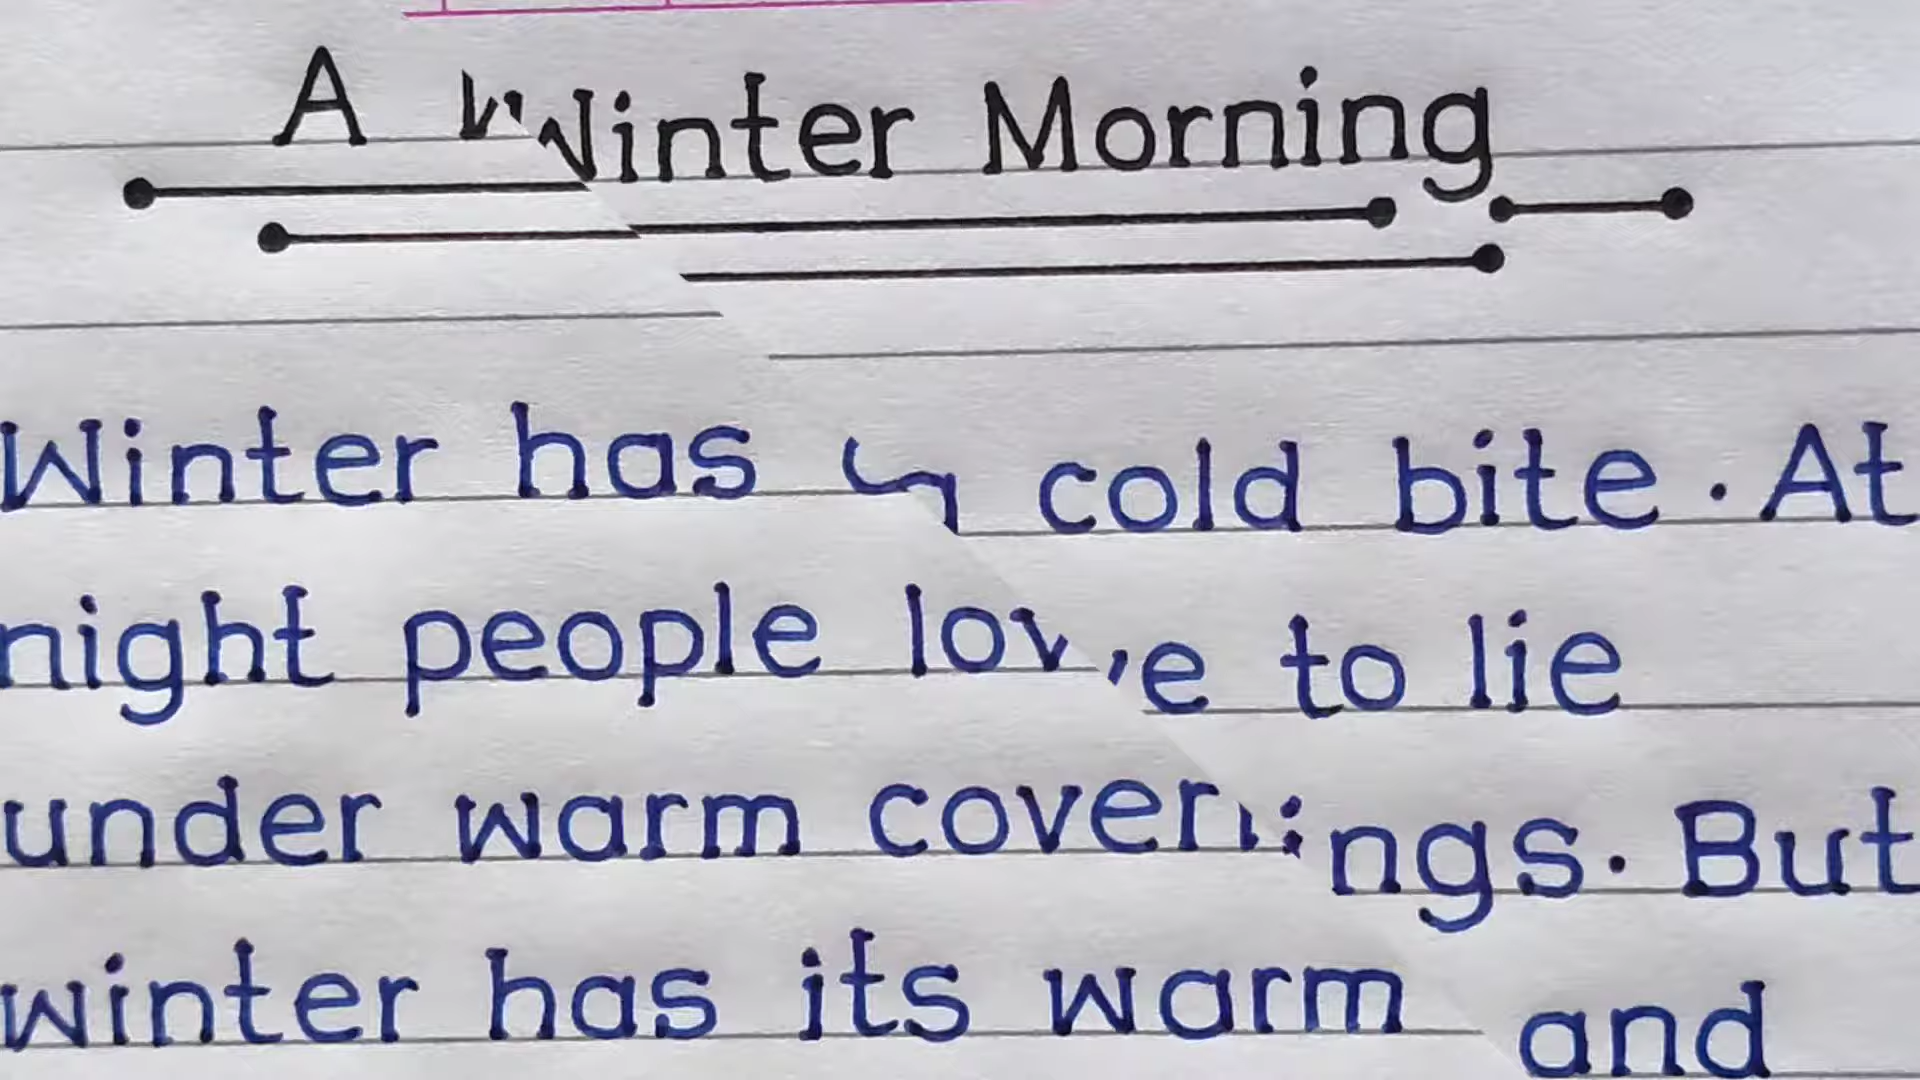 A Winter Morning
Winter has a cold bite. At
night people love to lie
under warm coverings. But
winter has its warm and